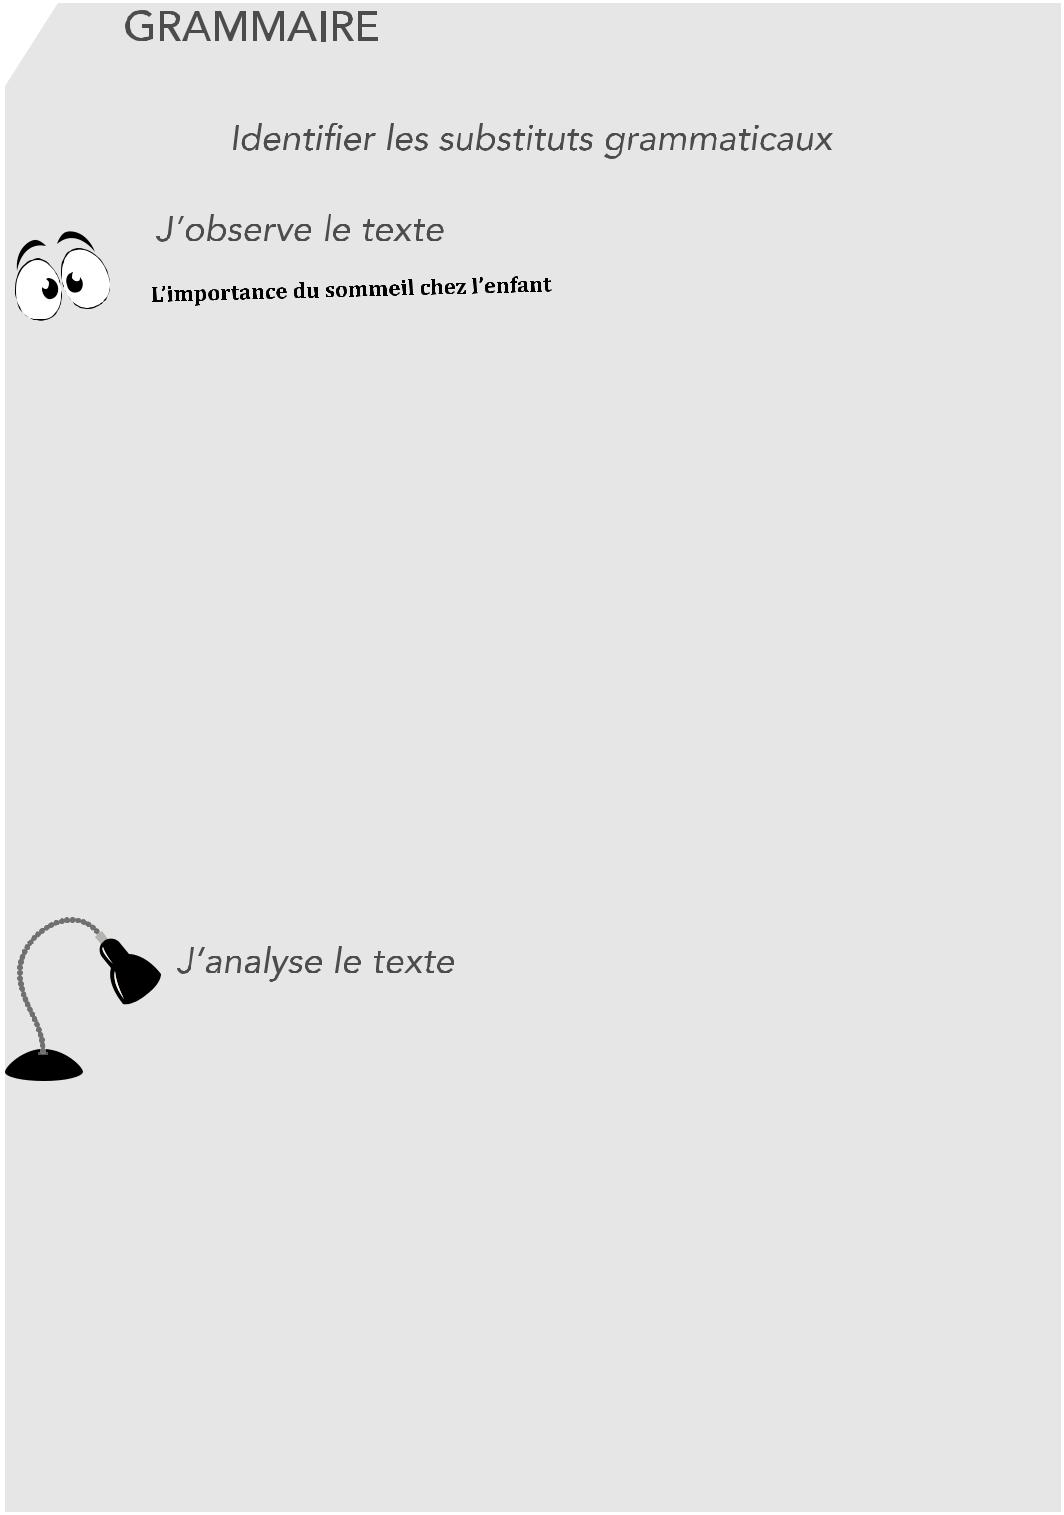 GRAMMAIRE
Identifier les substituts grammaticaux
J’observe le texte
L’importance du sommeil chez l’enfant
J’analyse le texte